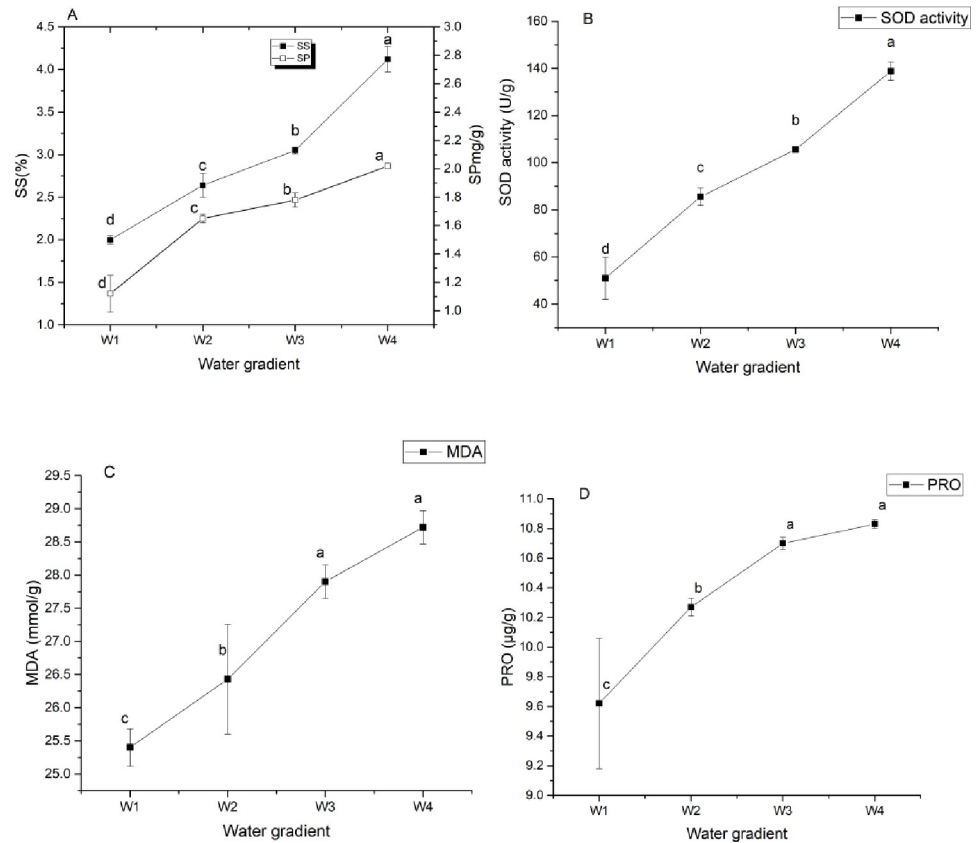 A
SS
SP
4.5
4.0
3.5
3.0
2.5
2.0
1.5
1.0
SS(%)
3.0
2.8
2.6
2.4
2.2
2.0
1.8
1.6
1.4
1.2
1.0
SPmg/g)
d
c
b
a
d
c
b
a
W1 W2 W3 W4
Water gradient
B
SOD activity
160
140
120
100
80
60
40
SOD activity (U/g)
d
c
b
a
W1 W2 W3 W4
Water gradient
C
MDA
29.5
29.0
28.5
28.0
27.5
27.0
26.5
26.0
25.5
25.0
MDA (mmol/g)
c
b
a
a
W1 W2 W3 W4
Water gradient
D
PRO
11.0
10.8
10.6
10.4
10.2
10.0
9.8
9.6
9.4
9.2
9.0
PRO (μg/g)
c
b
a
a
W1 W2 W3 W4
Water gradient